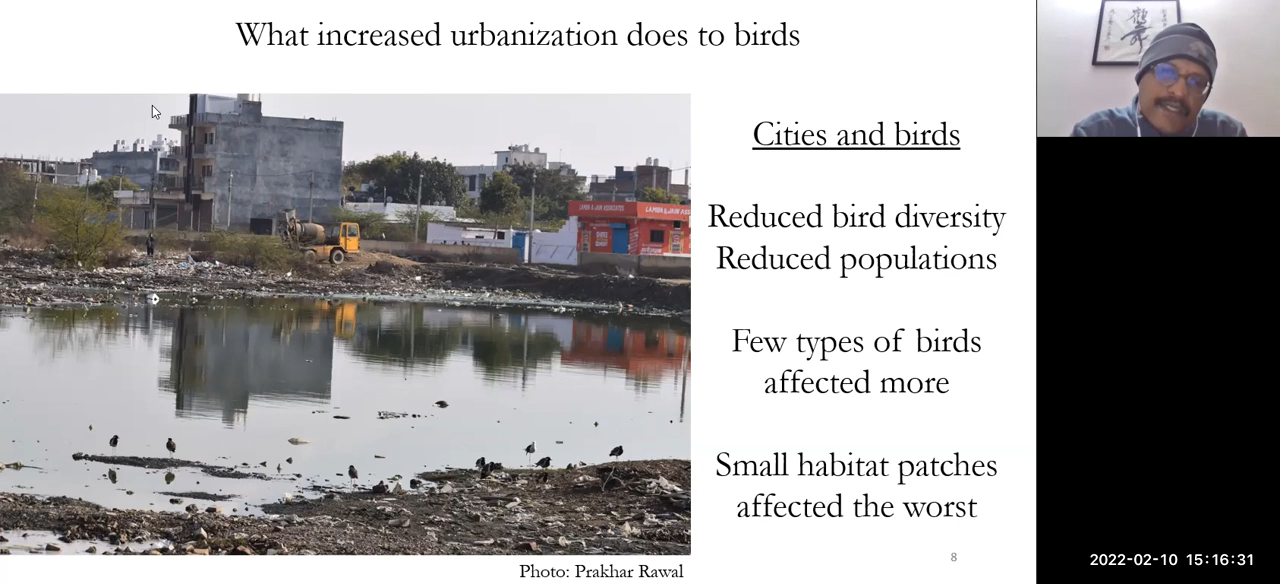 What increased urbanization does to birds
Cities and birds
Reduced bird diversity
Reduced populations
Few types of birds
affected more
Small habitat patches
affected the worst
8
Photo: Prakhar Rawal
2022-02-10 15:16:31